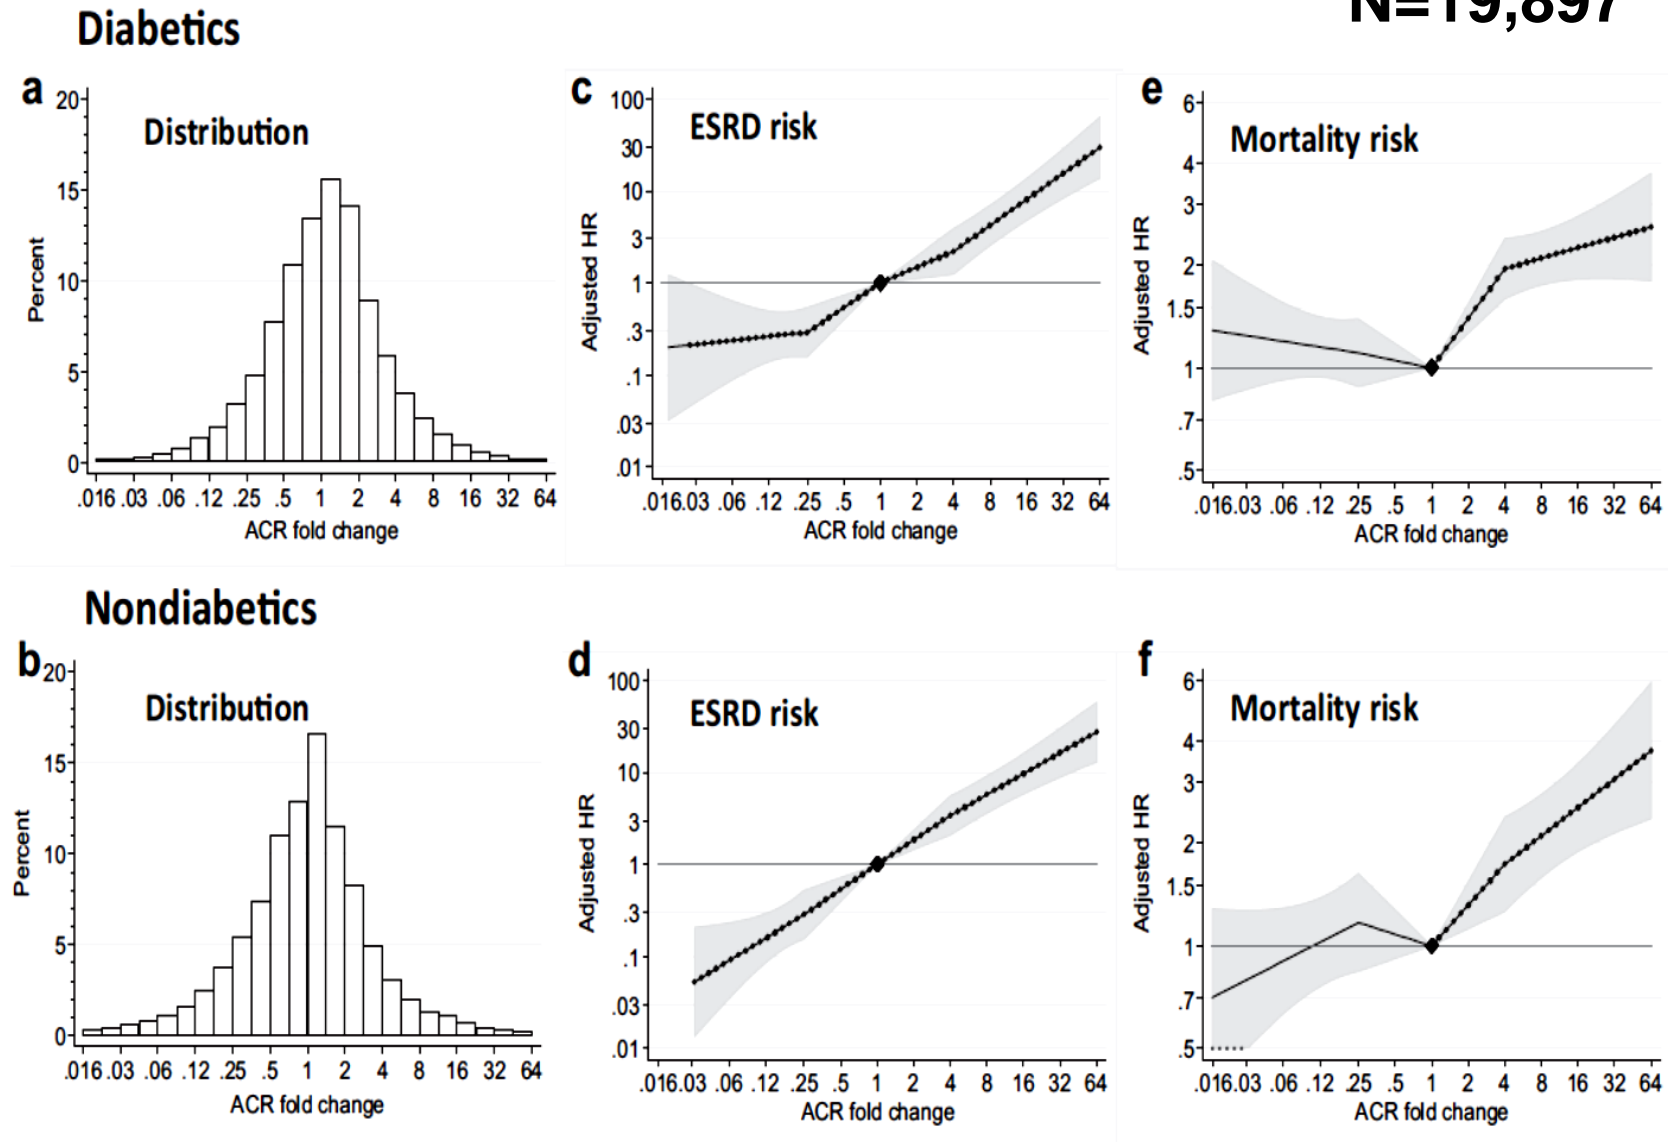 N=19,897
Diabetics
a
Distribution
Percent
20
15
10
5
0
.016 .03 .06 .12 .25 .5 1 2 4 8 16 32 64
ACR fold change
c
ESRD risk
Adjusted HR
100
30
10
3
1
.3
.1
.03
.01
.016 .03 .06 .12 .25 .5 1 2 4 8 16 32 64
ACR fold change
e
Mortality risk
Adjusted HR
6
4
3
2
1.5
1
.7
.5
.016 .03 .06 .12 .25 .5 1 2 4 8 16 32 64
ACR fold change
Nondiabetics
b
Distribution
Percent
20
15
10
5
0
.016 .03 .06 .12 .25 .5 1 2 4 8 16 32 64
ACR fold change
d
ESRD risk
Adjusted HR
100
30
10
3
1
.3
.1
.03
.01
.016 .03 .06 .12 .25 .5 1 2 4 8 16 32 64
ACR fold change
f
Mortality risk
Adjusted HR
6
4
3
2
1.5
1
.7
.5
.016 .03 .06 .12 .25 .5 1 2 4 8 16 32 64
ACR fold change